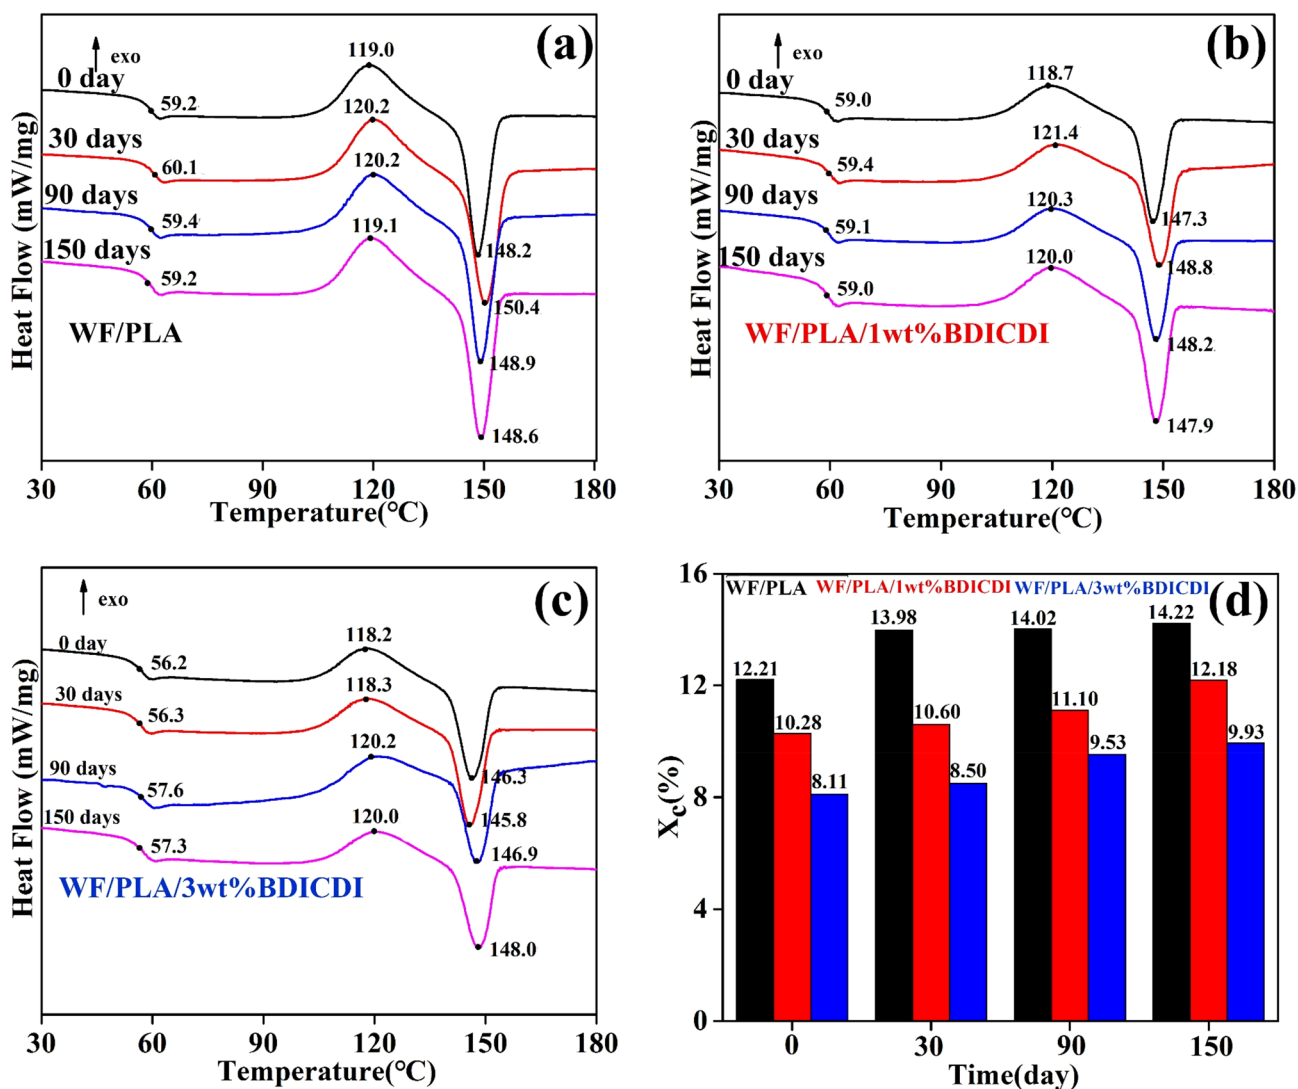 (a)
exo
0 day
119.0
59.2
30 days
120.2
60.1
90 days
120.2
59.4
150 days
119.1
59.2
148.2
150.4
WF/PLA
148.9
148.6
Heat Flow (mW/mg)
30 60 90 120 150 180
Temperature(℃)
(b)
exo
0 day
118.7
59.0
30 days
121.4
59.4
90 days
120.3
59.1
147.3
150 days
120.0
148.8
59.0
WF/PLA/1wt%BDICDI
148.2
147.9
Heat Flow (mW/mg)
30 60 90 120 150 180
Temperature(℃)
(c)
exo
0 day
118.2
56.2
30 days
118.3
56.3
90 days
120.2
146.3
57.6
150 days
120.0
145.8
57.3
146.9
WF/PLA/3wt%BDICDI
148.0
Heat Flow (mW/mg)
30 60 90 120 150 180
Temperature(℃)
(d)
WF/PLA WF/PLA/1wt%BDICDI WF/PLA/3wt%BDICDI
12.21 10.28 8.11
13.98 10.60 8.50
14.02 11.10 9.53
14.22 12.18 9.93
16
12
8
4
0
Xc(%)
0 30 90 150
Time(day)